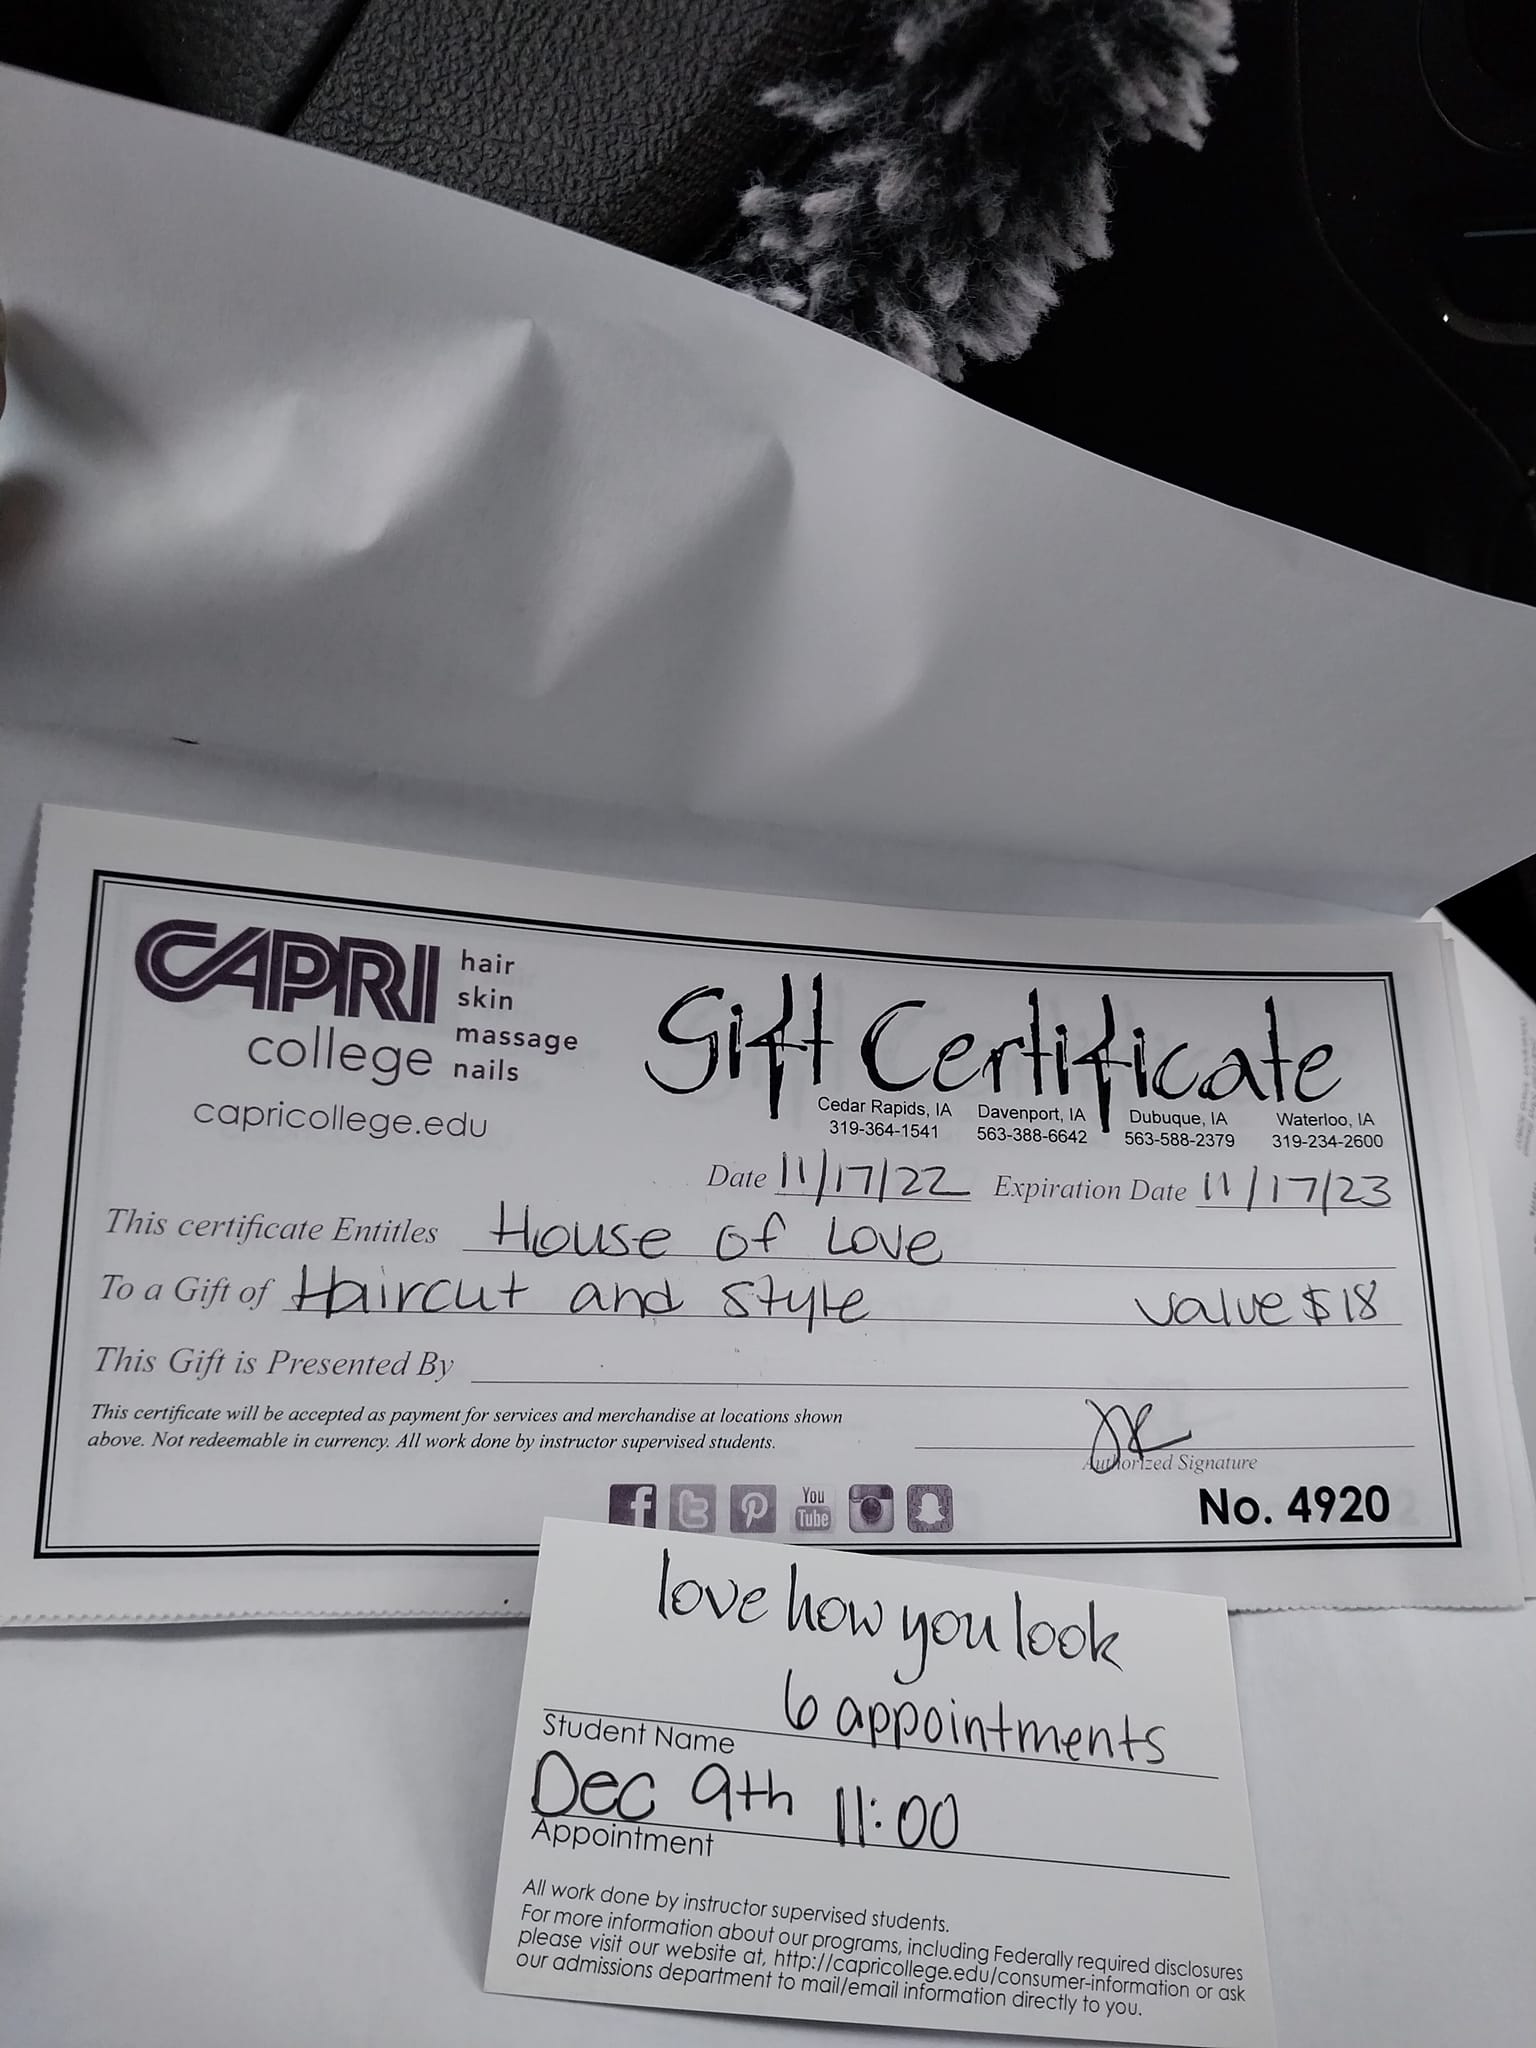 CAPRI
college
hair
skin
massage
nails
capricollege.edu
Gift Certificate
Cedar Rapids, IA
319-364-1541
Davenport, IA
563-388-6642
Dubuque, IA
563-588-2379
Waterloo, IA
319-234-2600
Date 11/17/22 Expiration Date 11/17/23
This certificate Entitles House of Love
To a Gift of Haircut and style value $18
This Gift is Presented By
This certificate will be accepted as payment for services and merchandise at locations shown
above. Not redeemable in currency. All work done by instructor supervised students.
Authorized Signature
You
Tube
No. 4920
love how you look
6 appointments
Student Name
Dec 9th 11:00
Appointment
All work done by instructor supervised students.
For more information about our programs, including Federally required disclosures
please visit our website at, http://capricollege.edu/consumer-information or ask
our admissions department to mail/email information directly to you.